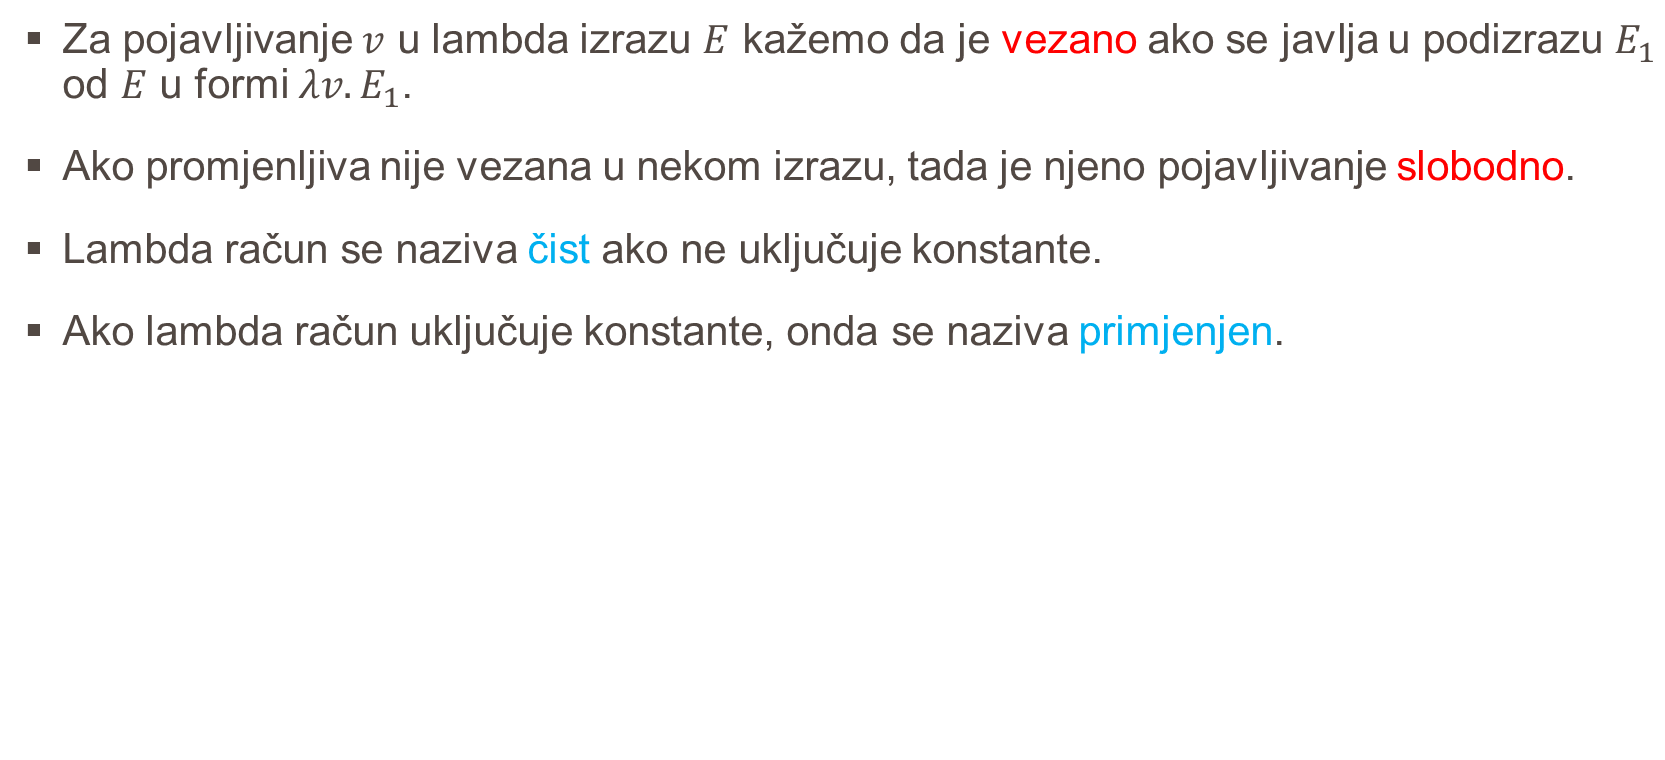 ▪ Za pojavljivanje 𝑣 u lambda izrazu 𝐸 kažemo da je vezano ako se javlja u podizrazu 𝐸₁
od 𝐸 u formi 𝜆𝑣. 𝐸₁.
▪ Ako promjenljiva nije vezana u nekom izrazu, tada je njeno pojavljivanje slobodno.
▪ Lambda račun se naziva čist ako ne uključuje konstante.
▪ Ako lambda račun uključuje konstante, onda se naziva primjenjen.